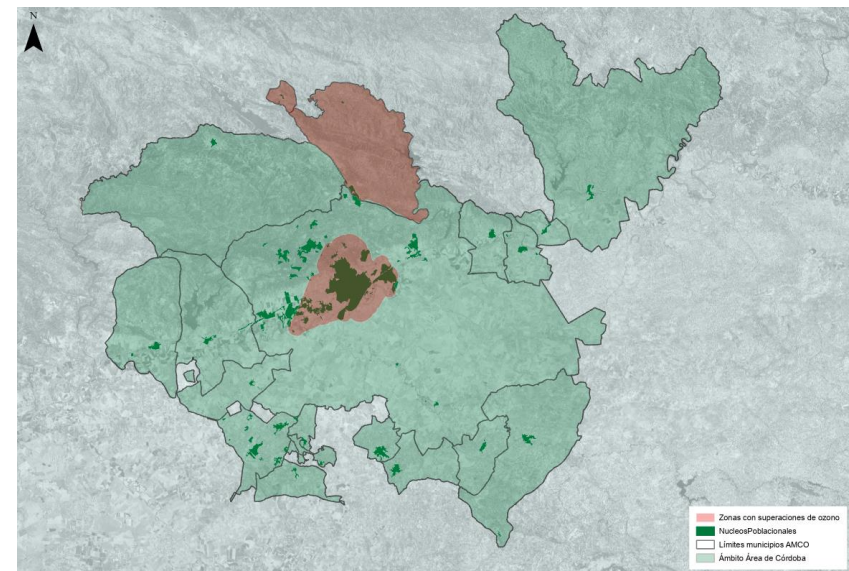 N
Zonas con superaciones de ozono
NucleosPoblacionales
Límites municipios AMCO
Ámbito Área de Córdoba